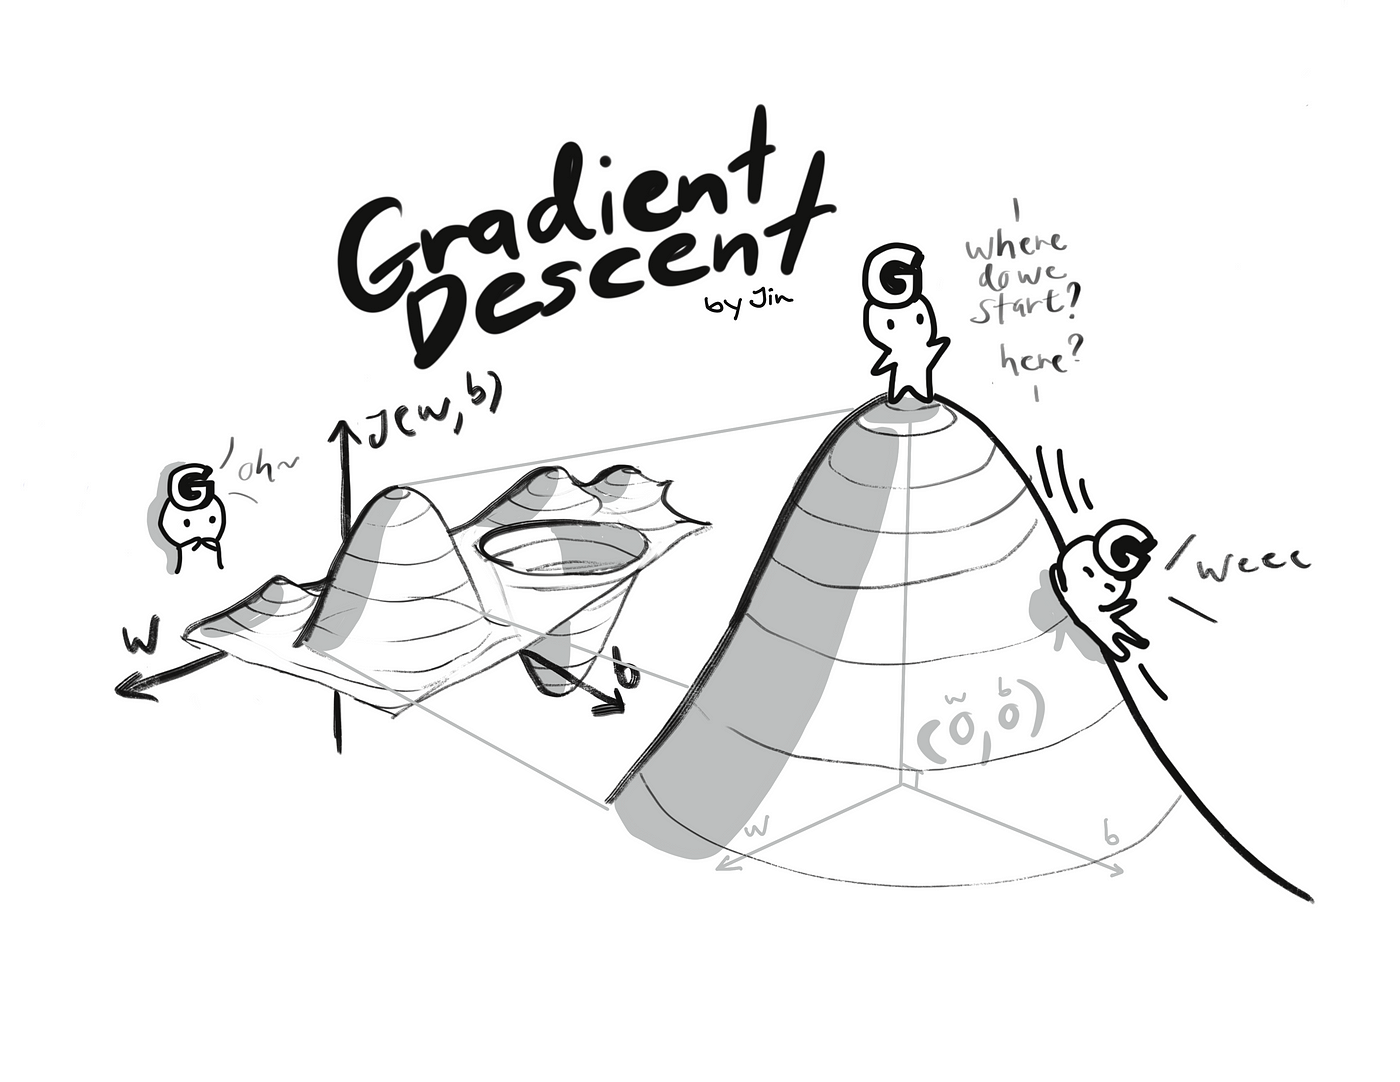 Gradient
Descent
by Jin
where
do we
start?
here?
G
J(w,b)
G
oh~
G
weee
w
b
w b
(0,0)
w
b